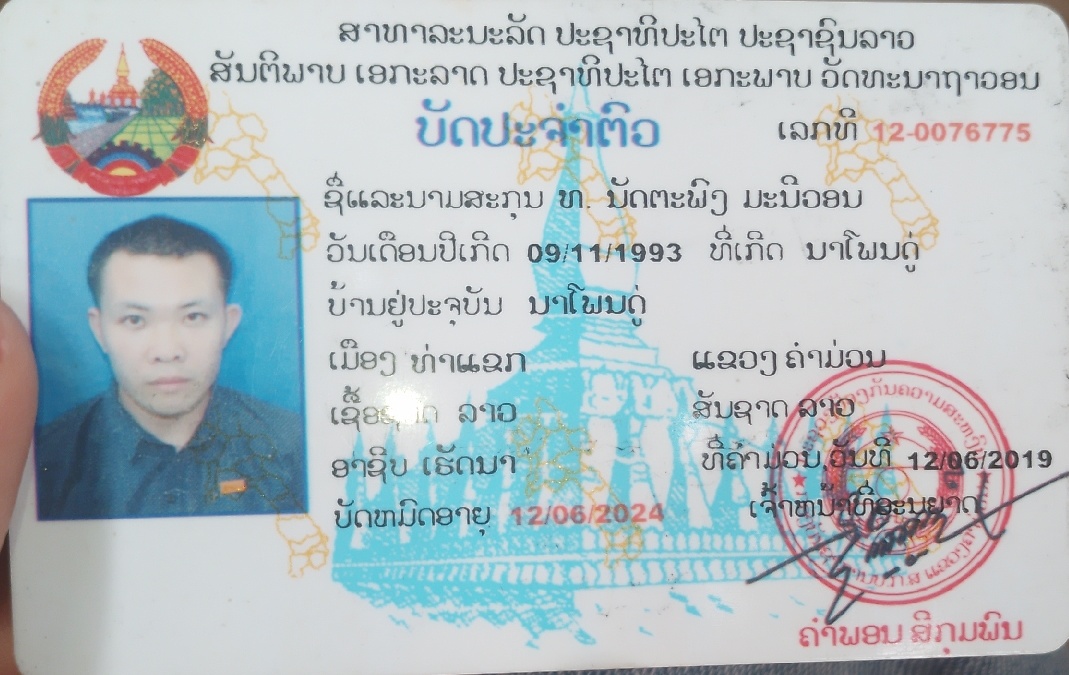 ສາທາລະນະລັດ ປະຊາທິປະໄຕ ປະຊາຊົນລາວ
ສັນຕິພາບ ເອກະລາດ ປະຊາທິປະໄຕ ເອກະພາບ ວັດທະນາຖາວອນ
ບັດປະຈຳຕົວ
ເລກທີ 12-0076775
ຊື່ແລະນາມສະກຸນ ທ. ນັດຕະພົງ ມະນີວອນ
ວັນເດືອນປີເກີດ 09/11/1993 ທີ່ເກີດ ນາໂພນດູ່
ບ້ານຢູ່ປະຈຸບັນ ນາໂພນດູ່
ເມືອງ ທ່າແຂກ ແຂວງ ຄໍາມ່ວນ
ເຊື້ອຊາດ ລາວ ສັນຊາດ ລາວ
ອາຊີບ ເຮັດນາ ທີ່ຄໍາມ່ວນ,ວັນທີ 12/06/2019
ບັດຫມົດອາຍຸ 12/06/2024 ເຈົ້າຫນ້າທີ່ອະນຸຍາດ
ຄໍາພອນ ສີກຸມພົນ